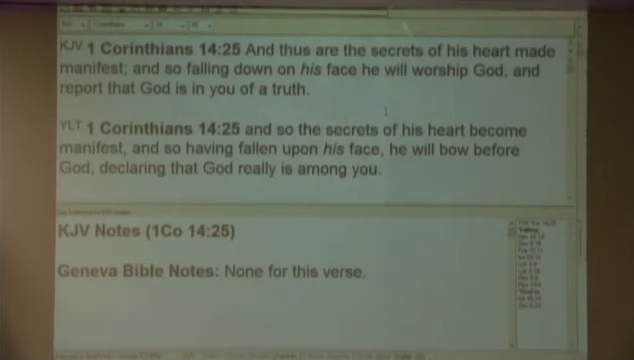 KJV 1 Corinthians 14:25 And thus are the secrets of his heart made
manifest; and so falling down on his face he will worship God, and
report that God is in you of a truth.
YLT 1 Corinthians 14:25 and so the secrets of his heart become
manifest, and so having fallen upon his face, he will bow before
God, declaring that God really is among you.
KJV Notes (1Co 14:25)
Geneva Bible Notes: None for this verse.